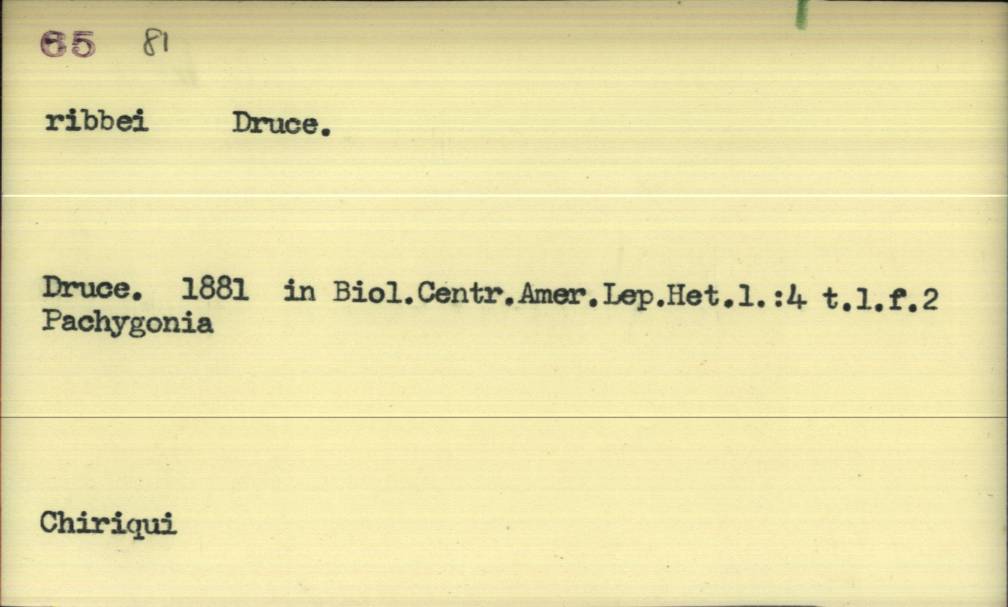 65 81
ribbei Druce.
Druce. 1881 in Biol.Centr.Amer.Lep.Het.1.:4 t.1.f.2
Pachygonia
Chiriqui